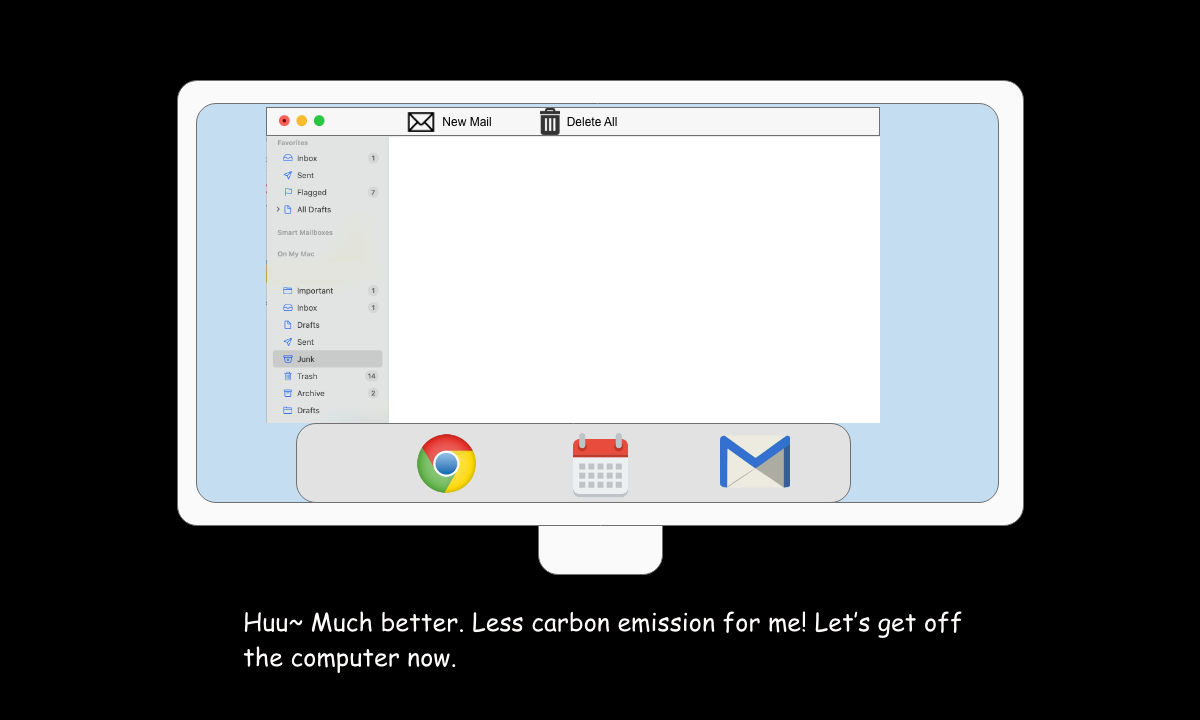 New Mail
Delete All
Favorites
Inbox 1
Sent
Flagged 7
All Drafts
Smart Mailboxes
On My Mac
Important 1
Inbox 1
Drafts
Sent
Junk
Trash 14
Archive 2
Drafts
Huu~ Much better. Less carbon emission for me! Let's get off
the computer now.